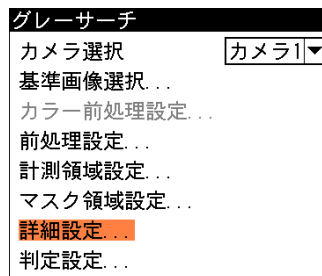 グレーサーチ
カメラ選択 カメラ1▼
基準画像選択...
カラー前処理設定...
前処理設定...
計測領域設定...
マスク領域設定...
詳細設定...
判定設定...